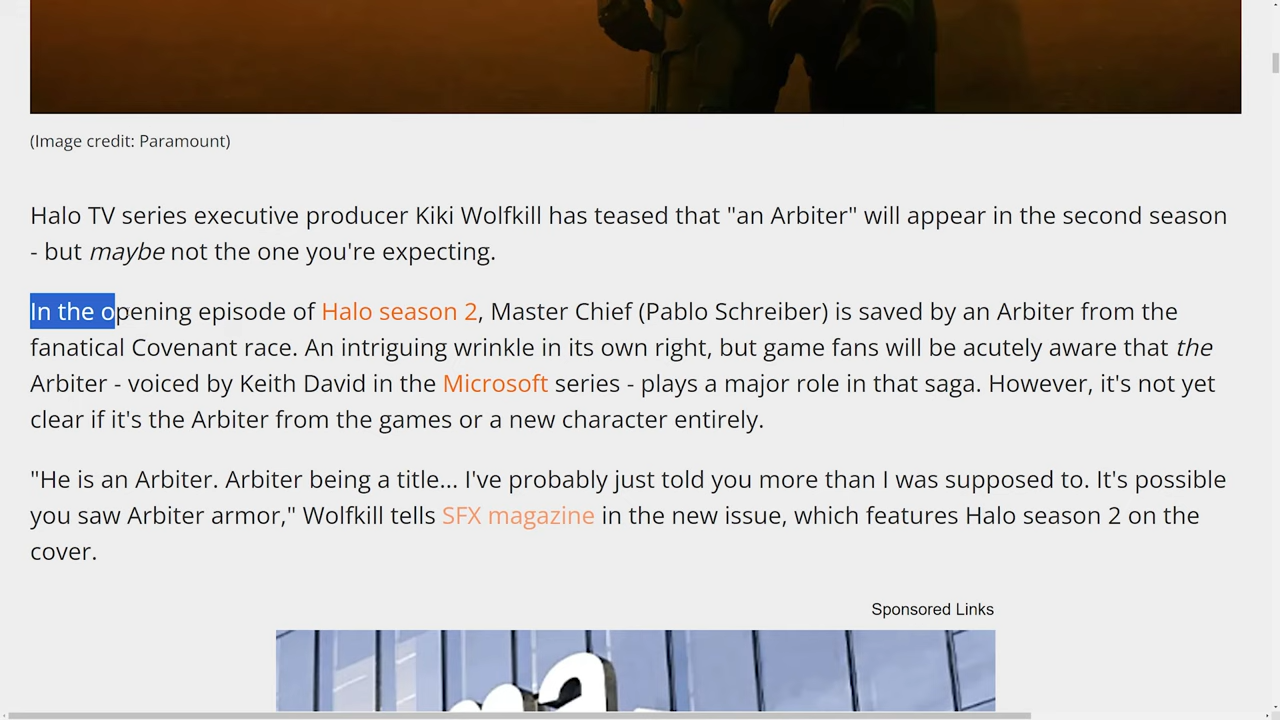 (Image credit: Paramount)
Halo TV series executive producer Kiki Wolfkill has teased that "an Arbiter" will appear in the second season
- but maybe not the one you're expecting.
In the opening episode of Halo season 2, Master Chief (Pablo Schreiber) is saved by an Arbiter from the
fanatical Covenant race. An intriguing wrinkle in its own right, but game fans will be acutely aware that the
Arbiter - voiced by Keith David in the Microsoft series - plays a major role in that saga. However, it's not yet
clear if it's the Arbiter from the games or a new character entirely.
"He is an Arbiter. Arbiter being a title... I've probably just told you more than I was supposed to. It's possible
you saw Arbiter armor," Wolfkill tells SFX magazine in the new issue, which features Halo season 2 on the
cover.
Sponsored Links